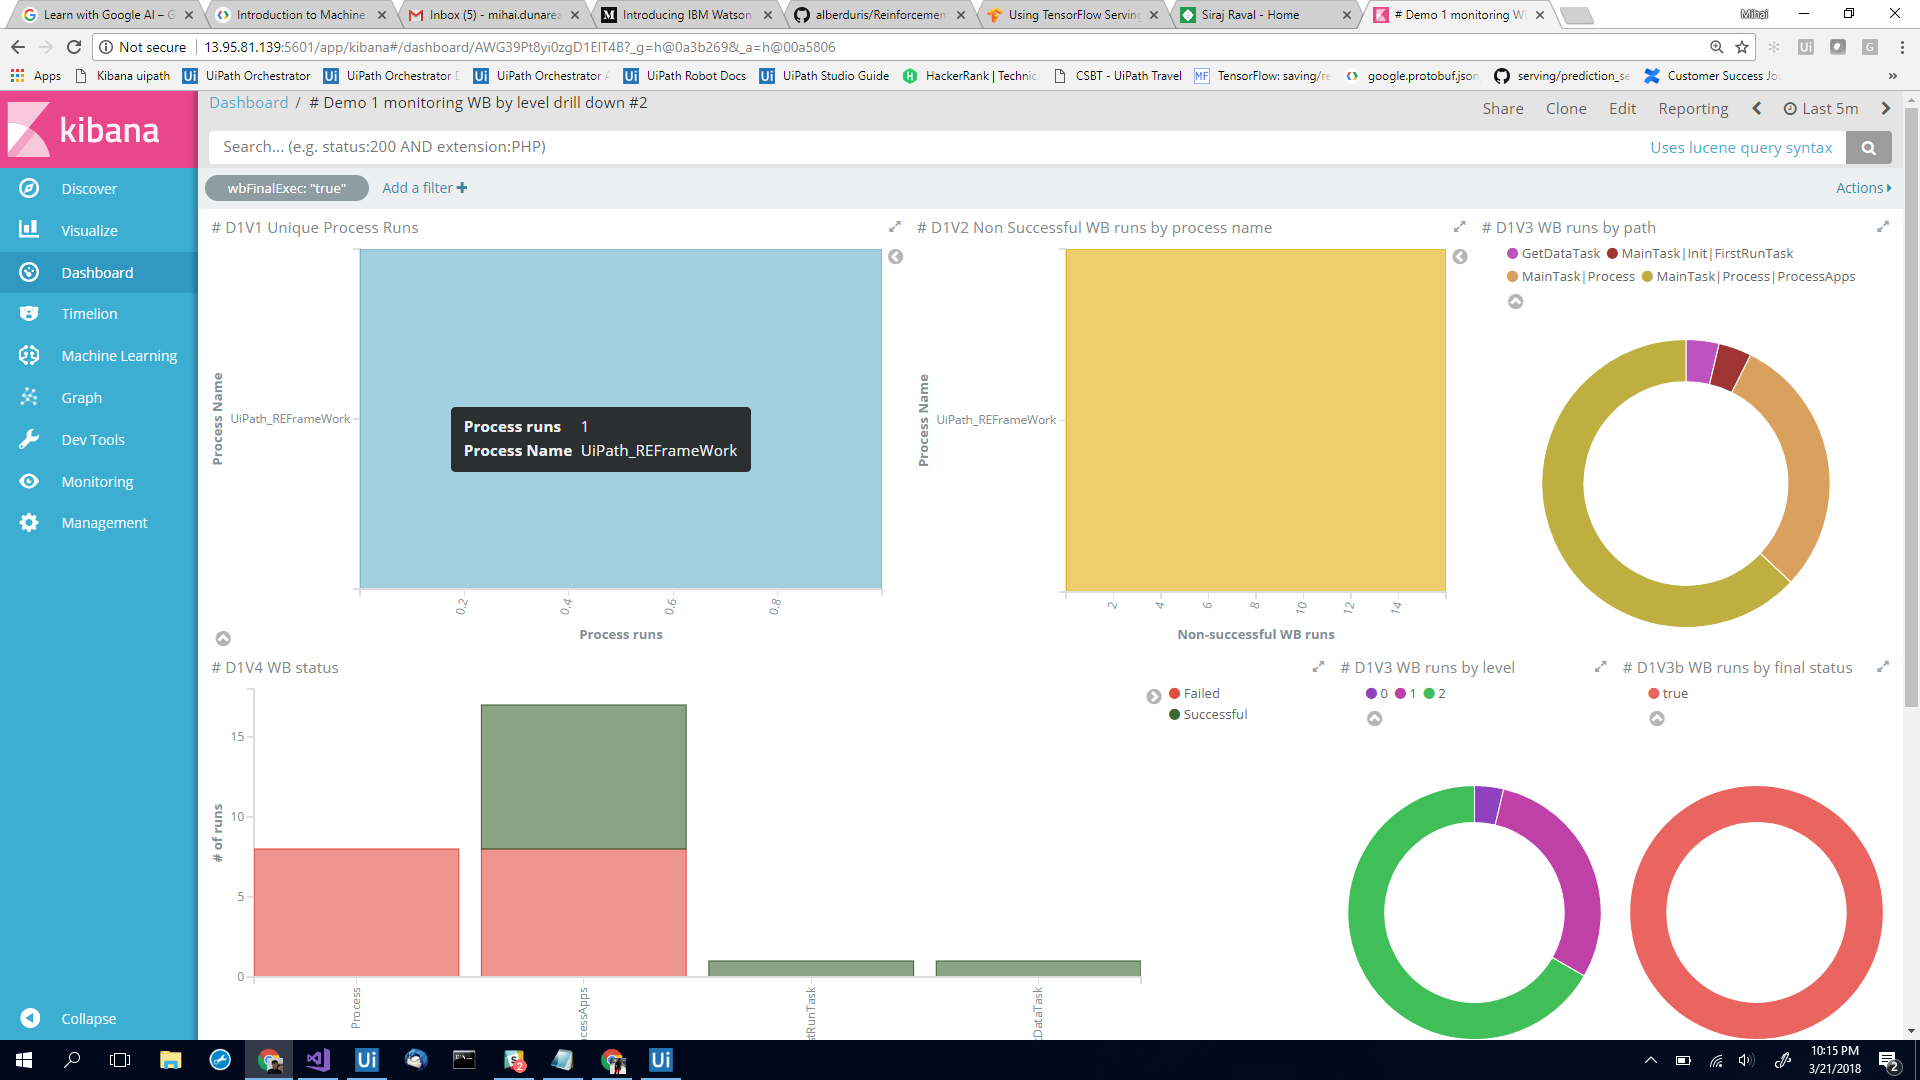 Learn with Google AI – G
Introduction to Machine
Inbox (5) - mihai.dunarea
Introducing IBM Watson
alberduris/Reinforcemen
Using TensorFlow Serving
Siraj Raval - Home
# Demo 1 monitoring W
Mihai
Not secure
13.95.81.139:5601/app/kibana#/dashboard/AWG39Pt8yi0zgD1EIT4B?_g=h@0a3b269&_a=h@00a5806
Apps
Kibana uipath
UiPath Orchestrator
UiPath Orchestrator D
UiPath Orchestrator A
UiPath Robot Docs
UiPath Studio Guide
HackerRank | Technic
CSBT - UiPath Travel
TensorFlow: saving/re
google.protobuf.json
serving/prediction_se
Customer Success Jou
kibana
Discover
Visualize
Dashboard
Timelion
Machine Learning
Graph
Dev Tools
Monitoring
Management
Collapse
Dashboard / # Demo 1 monitoring WB by level drill down #2
Share
Clone
Edit
Reporting
Last 5m
Search... (e.g. status:200 AND extension:PHP)
Uses lucene query syntax
wbFinalExec: "true"
Add a filter
Actions
# D1V1 Unique Process Runs
Process Name
UiPath_REFrameWork
Process runs 1
Process Name UiPath_REFrameWork
0.2
0.4
0.6
0.8
Process runs
# D1V2 Non Successful WB runs by process name
Process Name
UiPath_REFrameWork
2
4
6
8
10
12
14
Non-successful WB runs
# D1V3 WB runs by path
GetDataTask
MainTask|Init|FirstRunTask
MainTask|Process
MainTask|Process|ProcessApps
# D1V4 WB status
# of runs
15
10
5
0
Process
cessApps
stRunTask
tDataTask
Failed
Successful
# D1V3 WB runs by level
0
1
2
# D1V3b WB runs by final status
true
10:15 PM
3/21/2018
2
2